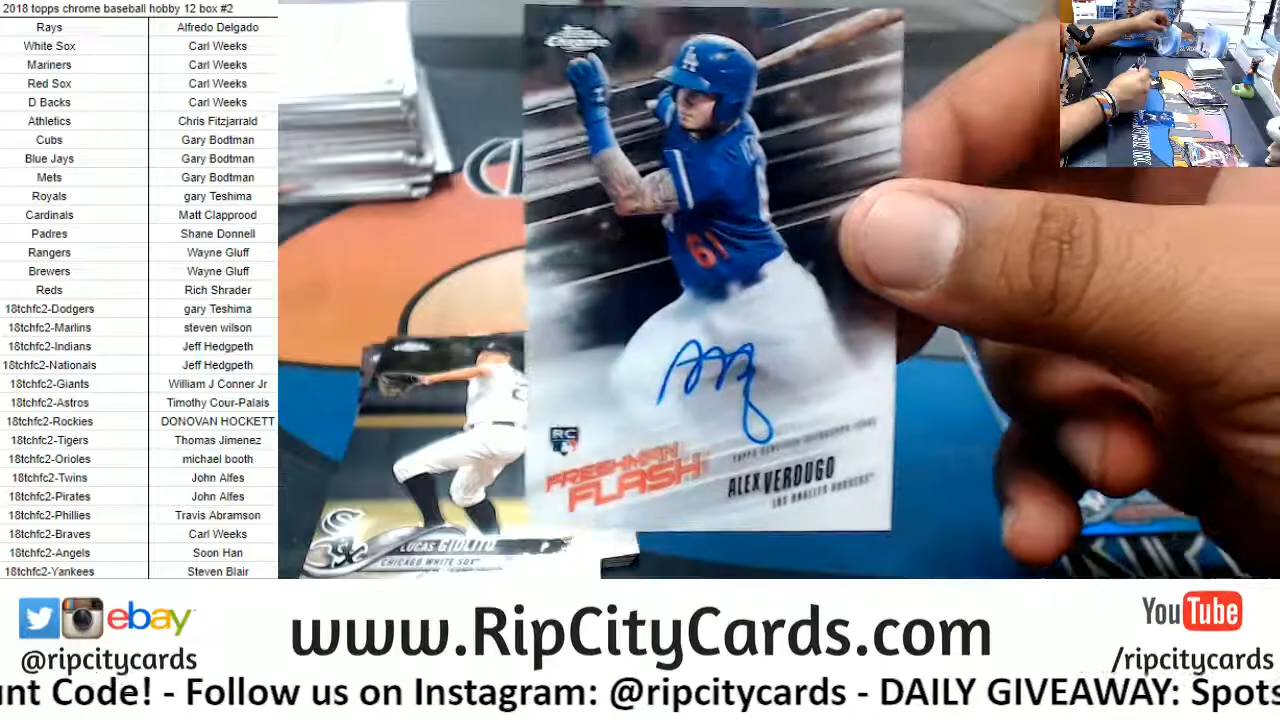 2018 topps chrome baseball hobby 12 box #2
Rays Alfredo Delgado
White Sox Carl Weeks
Mariners Carl Weeks
Red Sox Carl Weeks
D Backs Carl Weeks
Athletics Chris Fitzjarrald
Cubs Gary Bodtman
Blue Jays Gary Bodtman
Mets Gary Bodtman
Royals gary Teshima
Cardinals Matt Clapprood
Padres Shane Donnell
Rangers Wayne Gluff
Brewers Wayne Gluff
Reds Rich Shrader
18tchfc2-Dodgers gary Teshima
18tchfc2-Marlins steven wilson
18tchfc2-Indians Jeff Hedgpeth
18tchfc2-Nationals Jeff Hedgpeth
18tchfc2-Giants William J Conner Jr
18tchfc2-Astros Timothy Cour-Palais
18tchfc2-Rockies DONOVAN HOCKETT
18tchfc2-Tigers Thomas Jimenez
18tchfc2-Orioles michael booth
18tchfc2-Twins John Alfes
18tchfc2-Pirates John Alfes
18tchfc2-Phillies Travis Abramson
18tchfc2-Braves Carl Weeks
18tchfc2-Angels Soon Han
18tchfc2-Yankees Steven Blair
Topps
Chrome
LA
61
RC
FRESHMAN
FLASH
ALEX VERDUGO
LOS ANGELES DODGERS™
LUCAS GIOLITO P
CHICAGO WHITE SOX™
ebay
@ripcitycards
www.RipCityCards.com
YouTube
/ripcitycards
nt Code! - Follow us on Instagram: @ripcitycards - DAILY GIVEAWAY: Spots